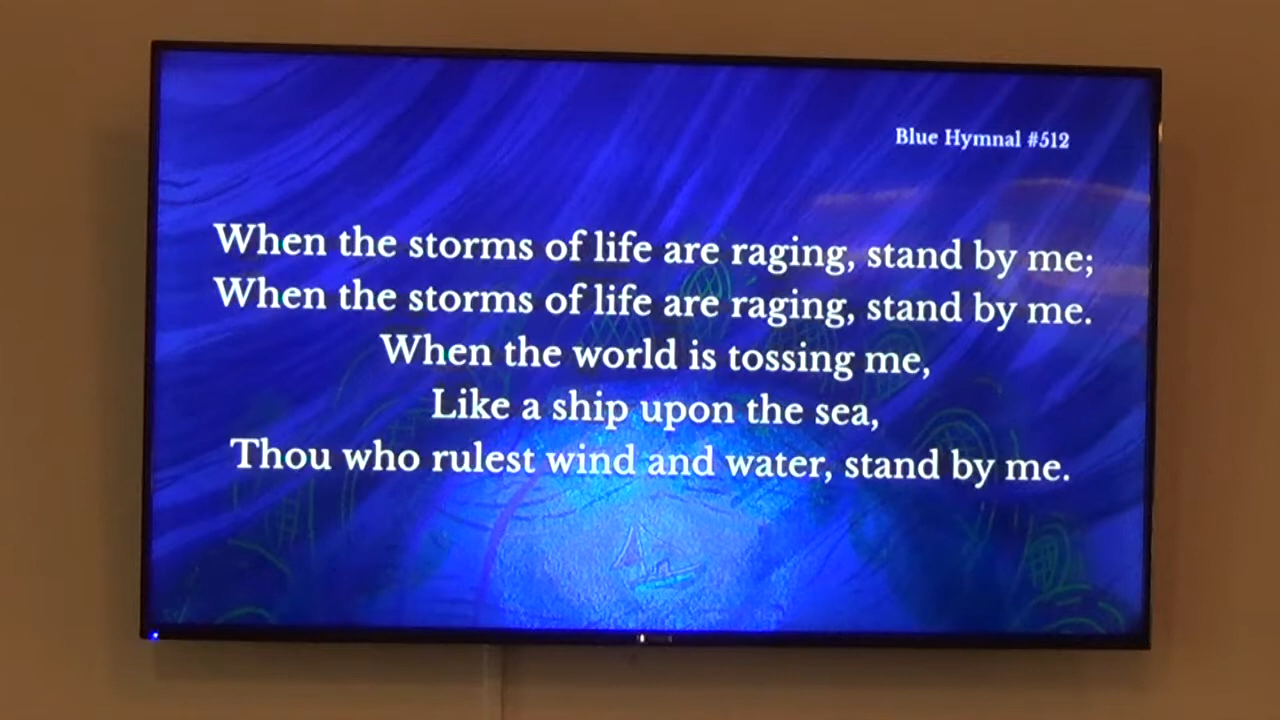 Blue Hymnal #512
When the storms of life are raging, stand by me;
When the storms of life are raging, stand by me.
When the world is tossing me,
Like a ship upon the sea,
Thou who rulest wind and water, stand by me.